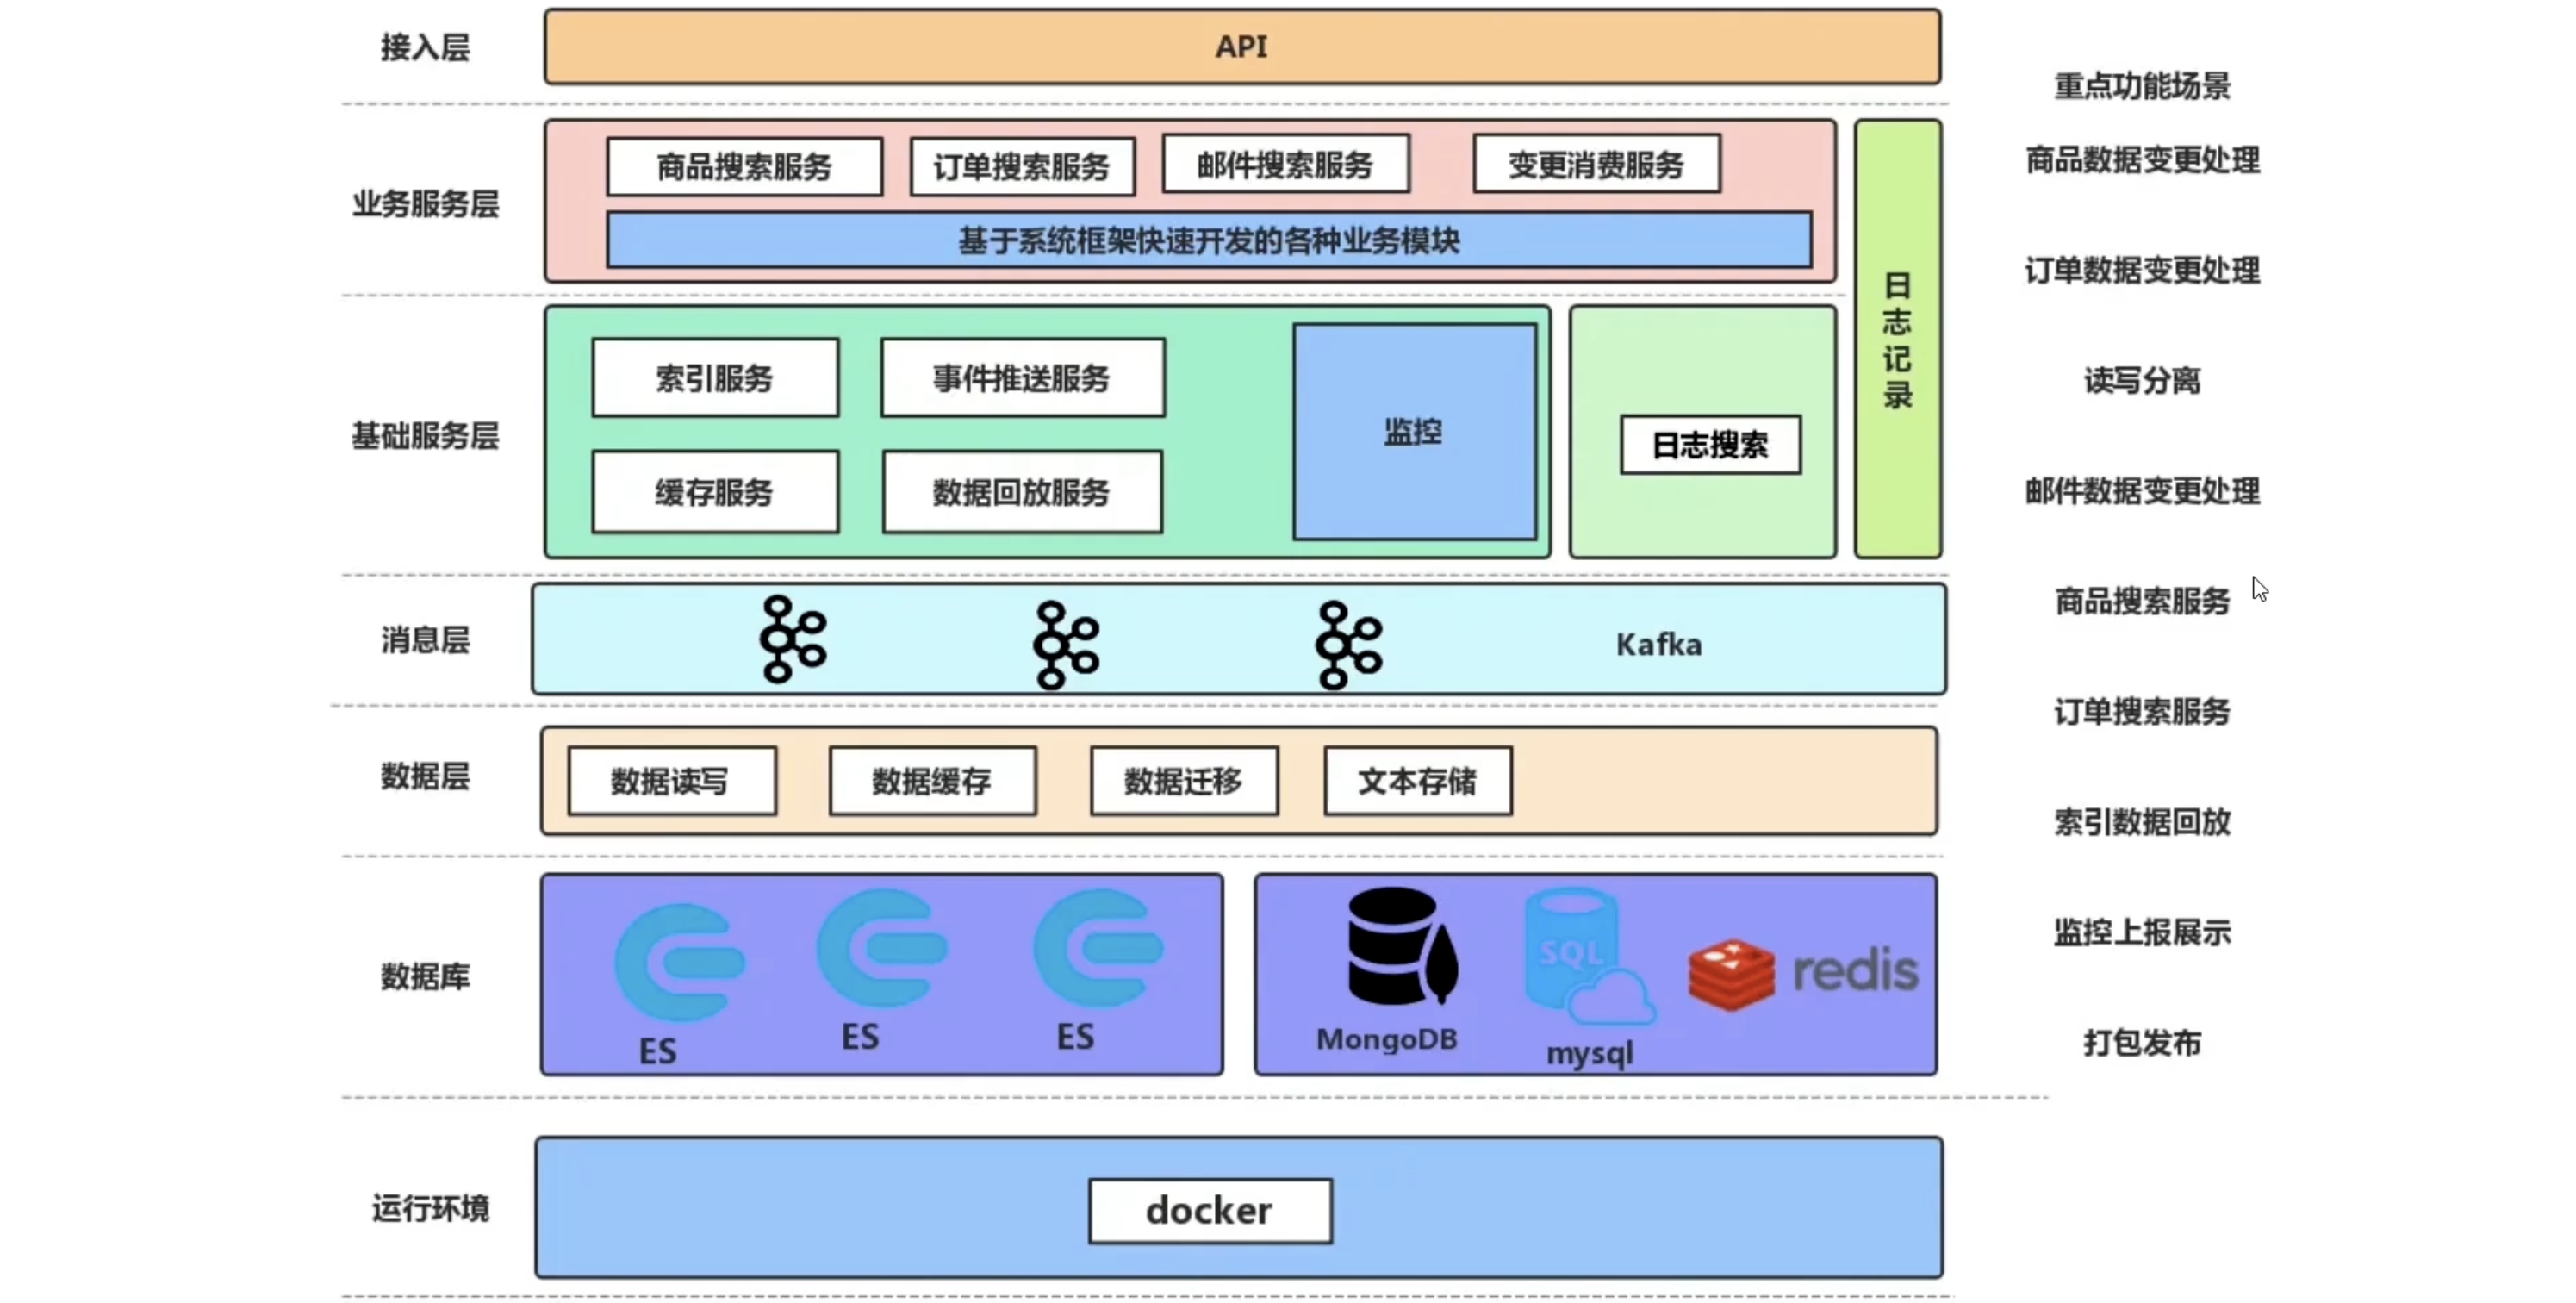 接入层
API
业务服务层
商品搜索服务
订单搜索服务
邮件搜索服务
变更消费服务
基于系统框架快速开发的各种业务模块
日志记录
基础服务层
索引服务
事件推送服务
缓存服务
数据回放服务
监控
日志搜索
消息层
Kafka
数据层
数据读写
数据缓存
数据迁移
文本存储
数据库
ES
ES
ES
MongoDB
SQL
mysql
redis
运行环境
docker
重点功能场景
商品数据变更处理
订单数据变更处理
读写分离
邮件数据变更处理
商品搜索服务
订单搜索服务
索引数据回放
监控上报展示
打包发布